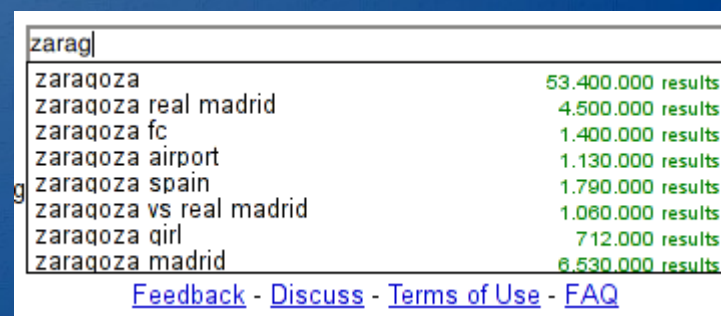 zarag
zaragoza 53.400.000 results
zaragoza real madrid 4.500.000 results
zaragoza fc 1.400.000 results
zaragoza airport 1.130.000 results
g zaragoza spain 1.790.000 results
zaragoza vs real madrid 1.060.000 results
zaragoza girl 712.000 results
zaragoza madrid 6.530.000 results
Feedback - Discuss - Terms of Use - FAQ